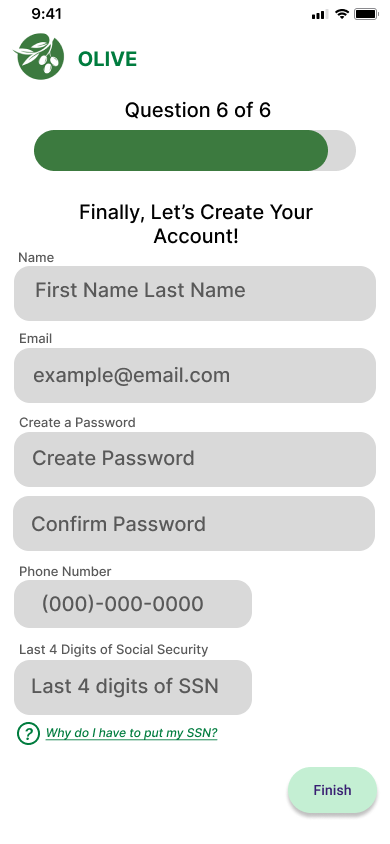 9:41
OLIVE
Question 6 of 6
Finally, Let’s Create Your
Account!
Name
First Name Last Name
Email
example@email.com
Create a Password
Create Password
Confirm Password
Phone Number
(000)-000-0000
Last 4 Digits of Social Security
Last 4 digits of SSN
? Why do I have to put my SSN?
Finish